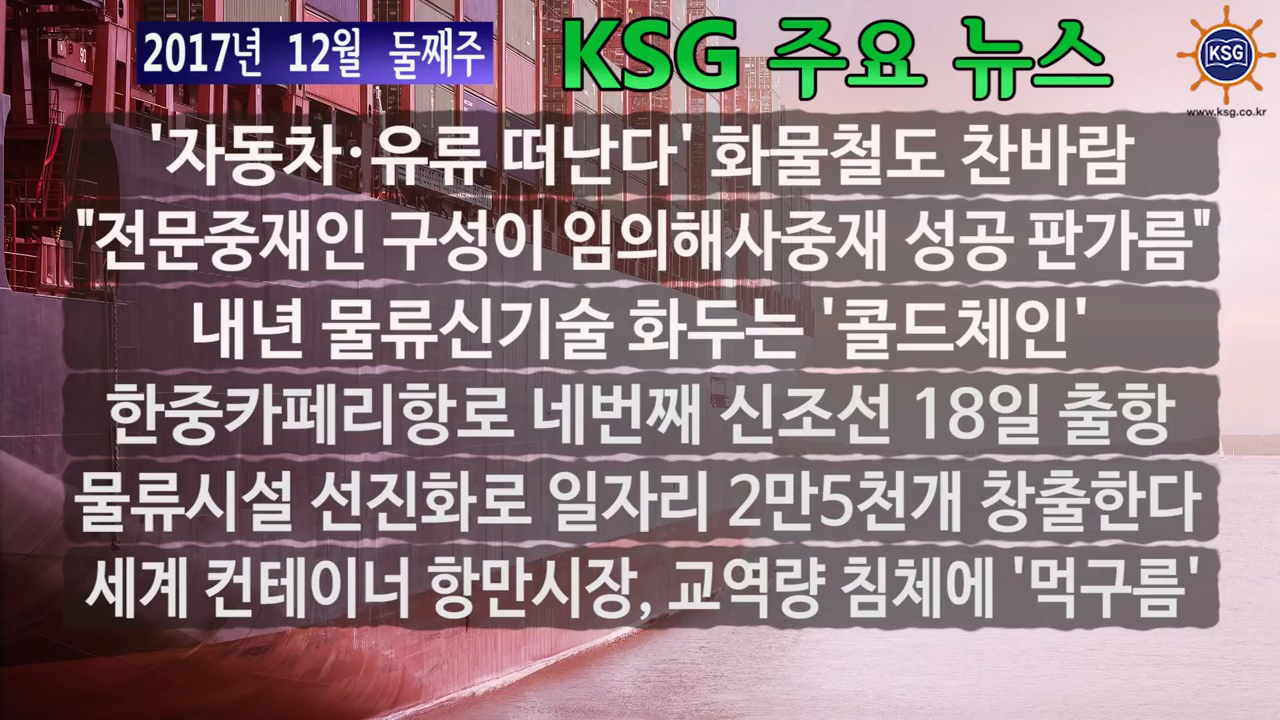 2017년 12월 둘째주
KSG 주요 뉴스
KSG
www.ksg.co.kr
'자동차·유류 떠난다' 화물철도 찬바람
"전문중재인 구성이 임의해사중재 성공 판가름"
내년 물류신기술 화두는 '콜드체인'
한중카페리항로 네번째 신조선 18일 출항
물류시설 선진화로 일자리 2만5천개 창출한다
세계 컨테이너 항만시장, 교역량 침체에 '먹구름'